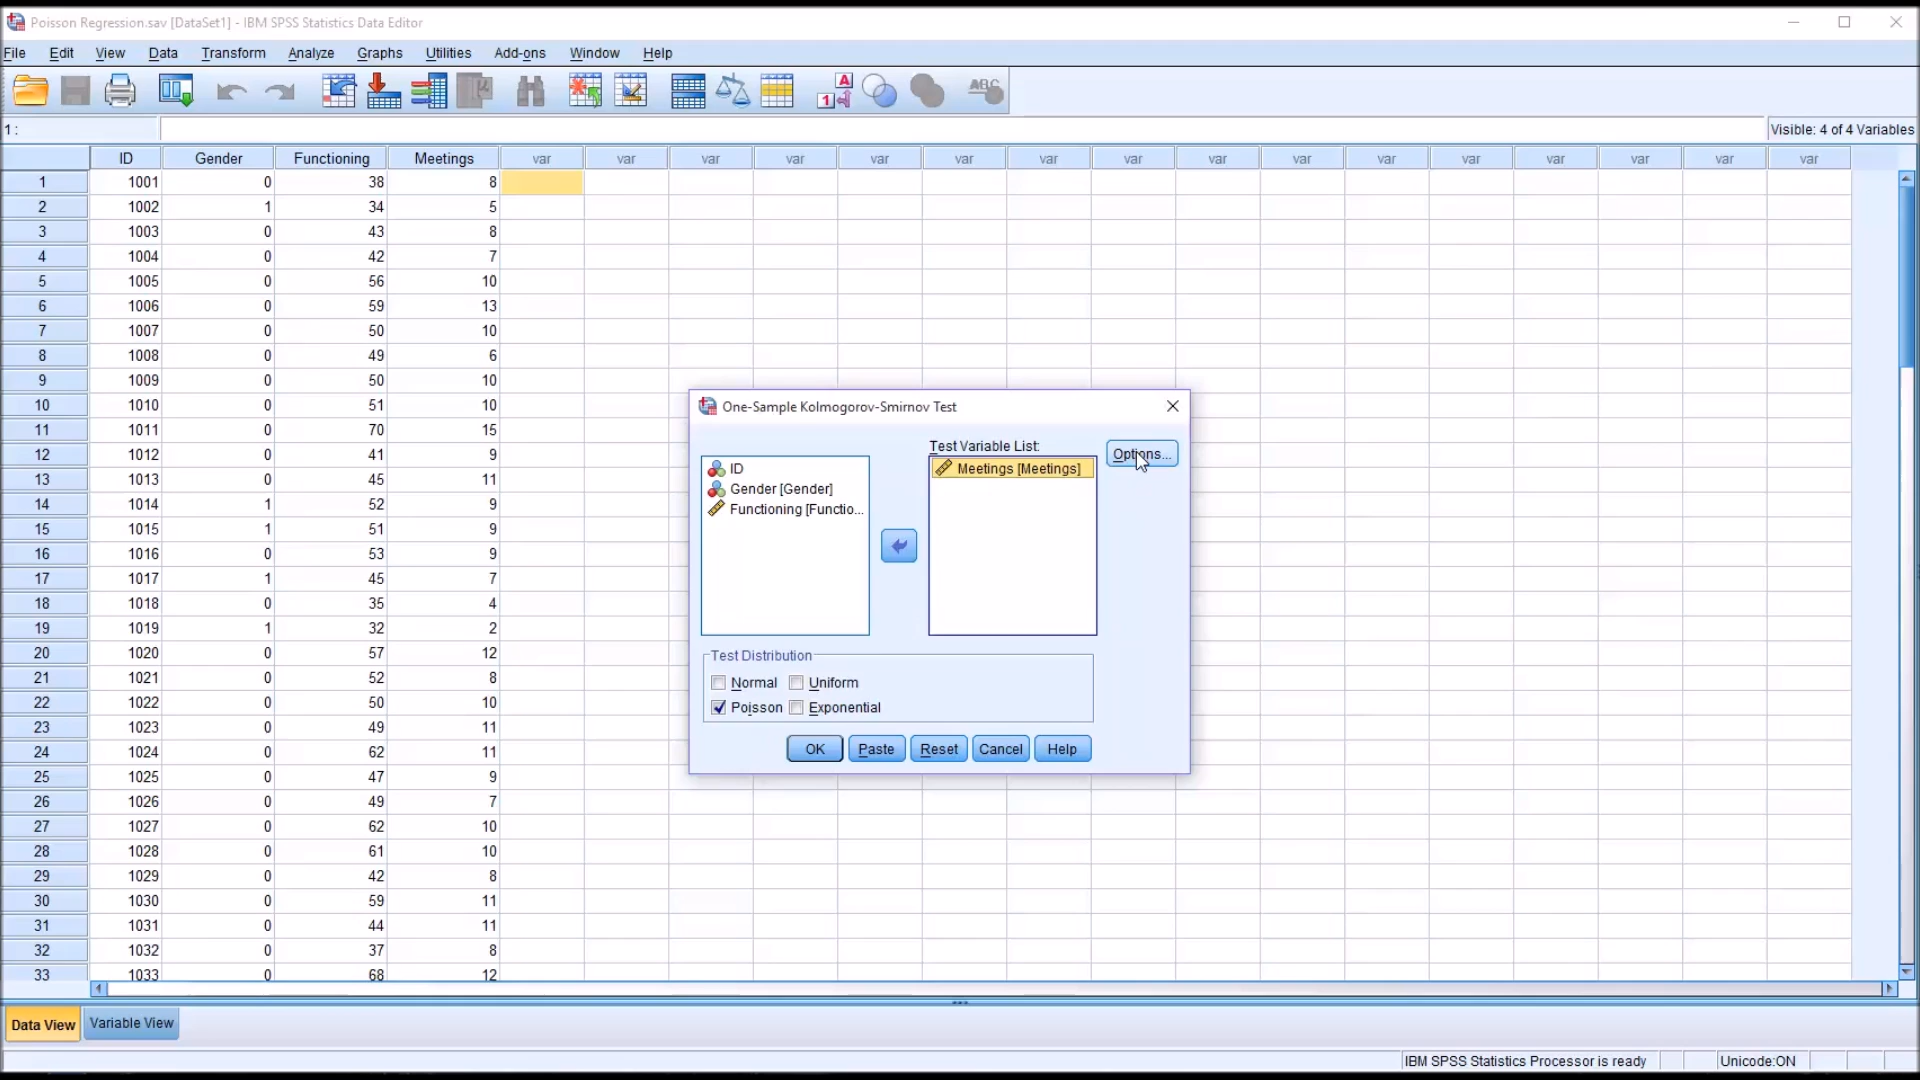 Poisson Regression.sav [DataSet1] - IBM SPSS Statistics Data Editor
File Edit View Data Transform Analyze Graphs Utilities Add-ons Window Help
1 A ABC
1 : Visible: 4 of 4 Variables
ID Gender Functioning Meetings var var var var var var var var var var var var var var var var
1 1001 0 38 8
2 1002 1 34 5
3 1003 0 43 8
4 1004 0 42 7
5 1005 0 56 10
6 1006 0 59 13
7 1007 0 50 10
8 1008 0 49 6
9 1009 0 50 10
10 1010 0 51 10
11 1011 0 70 15
12 1012 0 41 9
13 1013 0 45 11
14 1014 1 52 9
15 1015 1 51 9
16 1016 0 53 9
17 1017 1 45 7
18 1018 0 35 4
19 1019 1 32 2
20 1020 0 57 12
21 1021 0 52 8
22 1022 0 50 10
23 1023 0 49 11
24 1024 0 62 11
25 1025 0 47 9
26 1026 0 49 7
27 1027 0 62 10
28 1028 0 61 10
29 1029 0 42 8
30 1030 0 59 11
31 1031 0 44 11
32 1032 0 37 8
33 1033 0 68 12
One-Sample Kolmogorov-Smirnov Test
Test Variable List:
Options...
ID
Gender [Gender]
Functioning [Functio...
Meetings [Meetings]
Test Distribution
Normal Uniform
Poisson Exponential
OK Paste Reset Cancel Help
Data View Variable View
IBM SPSS Statistics Processor is ready Unicode:ON